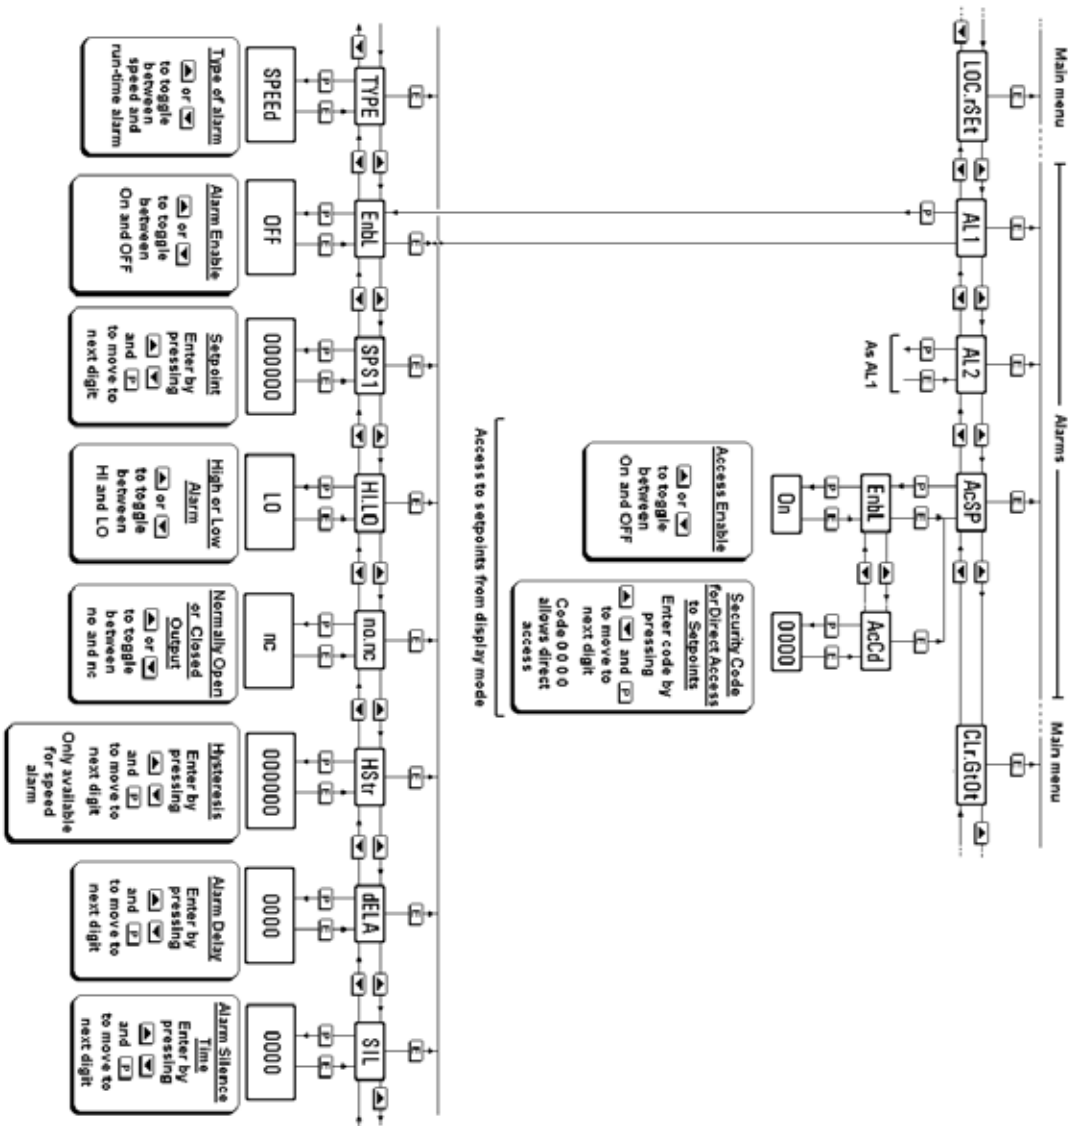 Main menu
Alarms
Main menu
LOC.rSEt
E
AL1
P
E
AL2
P
E
As AL1
E
AcSP
P
E
EnbL
P
E
On
AcCd
E
P
E
0000
CLr.GtOt
E
Access Enable
▲ or ▼
to toggle
between
On and OFF
Security Code
for Direct Access
to Setpoints
Enter code by
pressing
▲ ▼ and P
to move to
next digit
Code 0 0 0 0
allows direct
access
Access to setpoints from display mode
TYPE
E
P
E
SPEEd
Type of alarm
▲ or ▼
to toggle
between
speed and
run-time alarm
EnbL
P
E
OFF
Alarm Enable
▲ or ▼
to toggle
between
On and OFF
SPS1
E
P
E
000000
Setpoint
Enter by
pressing
▲ ▼
and P
to move to
next digit
HI.LO
E
P
E
LO
High or Low
Alarm
▲ or ▼
to toggle
between
HI and LO
no.nc
E
P
E
nc
Normally Open
or Closed
Output
▲ or ▼
to toggle
between
no and nc
HStr
E
P
E
000000
Hysteresis
Enter by
pressing
▲ ▼
and P
to move to
next digit
Only available
for speed
alarm
dELA
E
P
E
0000
Alarm Delay
Enter by
pressing
▲ ▼
and P
to move to
next digit
SIL
E
P
E
0000
Alarm Silence
Time
Enter by
pressing
▲ ▼
and P
to move to
next digit